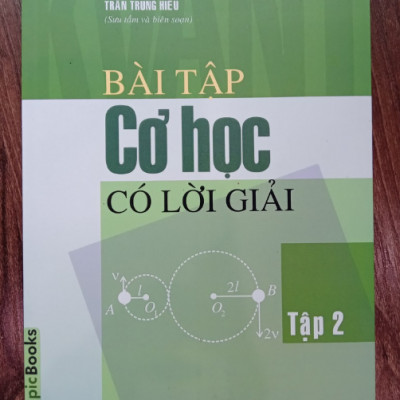 TRẦN TRUNG HIẾU
(Sưu tầm và biên soạn)
BÀI TẬP
Cơ học
CÓ LỜI GIẢI
v
l
2l
A
O₁
O₂
B
2v
Tập 2
picBooks